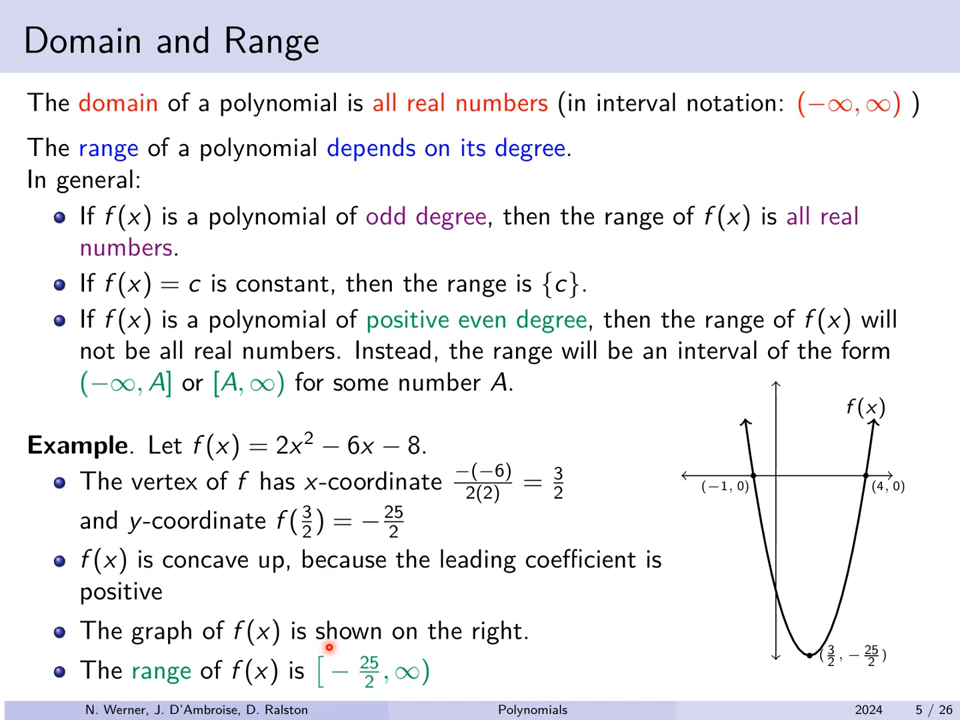 Domain and Range
The domain of a polynomial is all real numbers (in interval notation: (−∞, ∞) )
The range of a polynomial depends on its degree.
In general:
If f(x) is a polynomial of odd degree, then the range of f(x) is all real
numbers.
If f(x) = c is constant, then the range is {c}.
If f(x) is a polynomial of positive even degree, then the range of f(x) will
not be all real numbers. Instead, the range will be an interval of the form
(−∞, A] or [A, ∞) for some number A.
Example. Let f(x) = 2x² − 6x − 8.
The vertex of f has x-coordinate −(−6)/2(2) = 3/2
and y-coordinate f(3/2) = −25/2
f(x) is concave up, because the leading coefficient is
positive
The graph of f(x) is shown on the right.
The range of f(x) is [−25/2, ∞)
f(x)
(−1, 0)
(4, 0)
(3/2, −25/2)
N. Werner, J. D'Ambroise, D. Ralston
Polynomials
2024
5 / 26